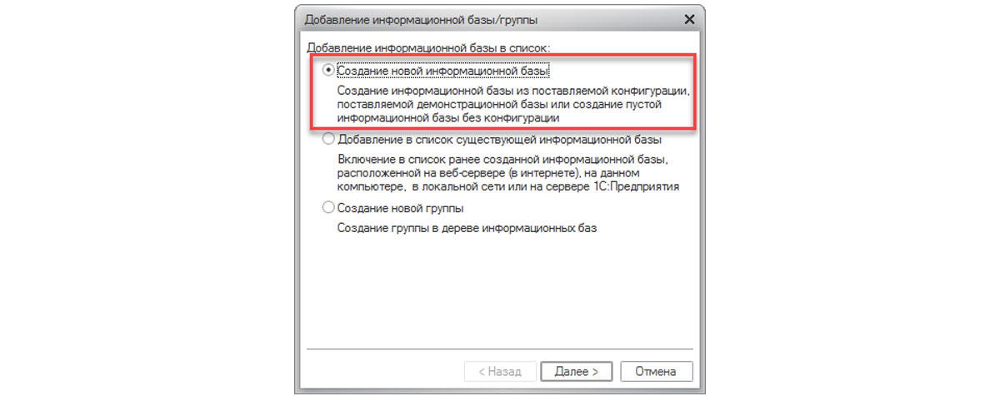 Добавление информационной базы/группы
Добавление информационной базы в список:
Создание новой информационной базы
Создание информационной базы из поставляемой конфигурации,
поставляемой демонстрационной базы или создание пустой
информационной базы без конфигурации
Добавление в список существующей информационной базы
Включение в список ранее созданной информационной базы,
расположенной на веб-сервере (в интернете), на данном
компьютере, в локальной сети или на сервере 1С:Предприятия
Создание новой группы
Создание группы в дереве информационных баз
< Назад
Далее >
Отмена